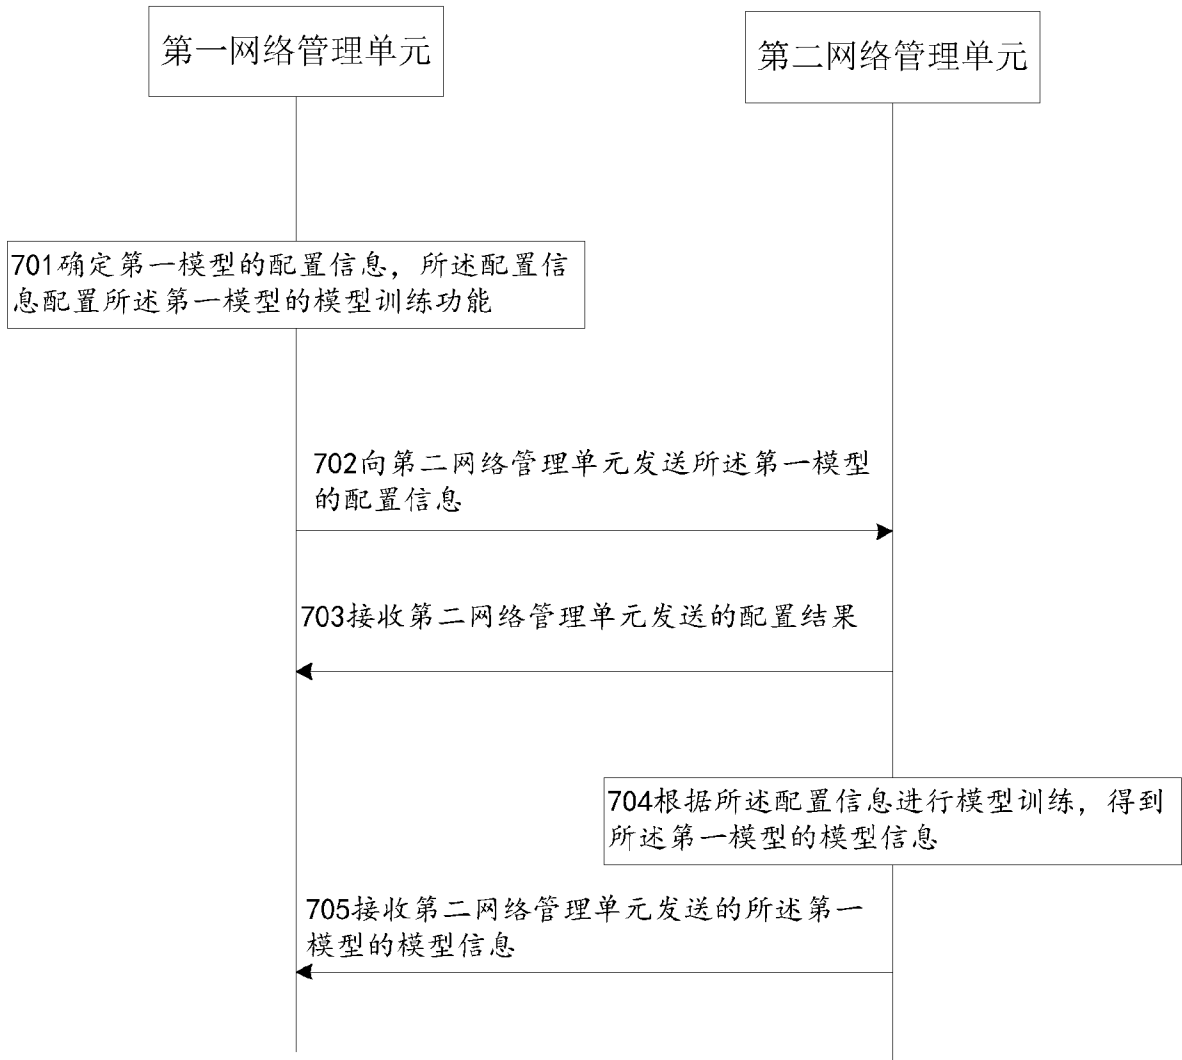 第一网络管理单元
第二网络管理单元
701确定第一模型的配置信息，所述配置信
息配置所述第一模型的模型训练功能
702向第二网络管理单元发送所述第一模型
的配置信息
703接收第二网络管理单元发送的配置结果
704根据所述配置信息进行模型训练，得到
所述第一模型的模型信息
705接收第二网络管理单元发送的所述第一
模型的模型信息